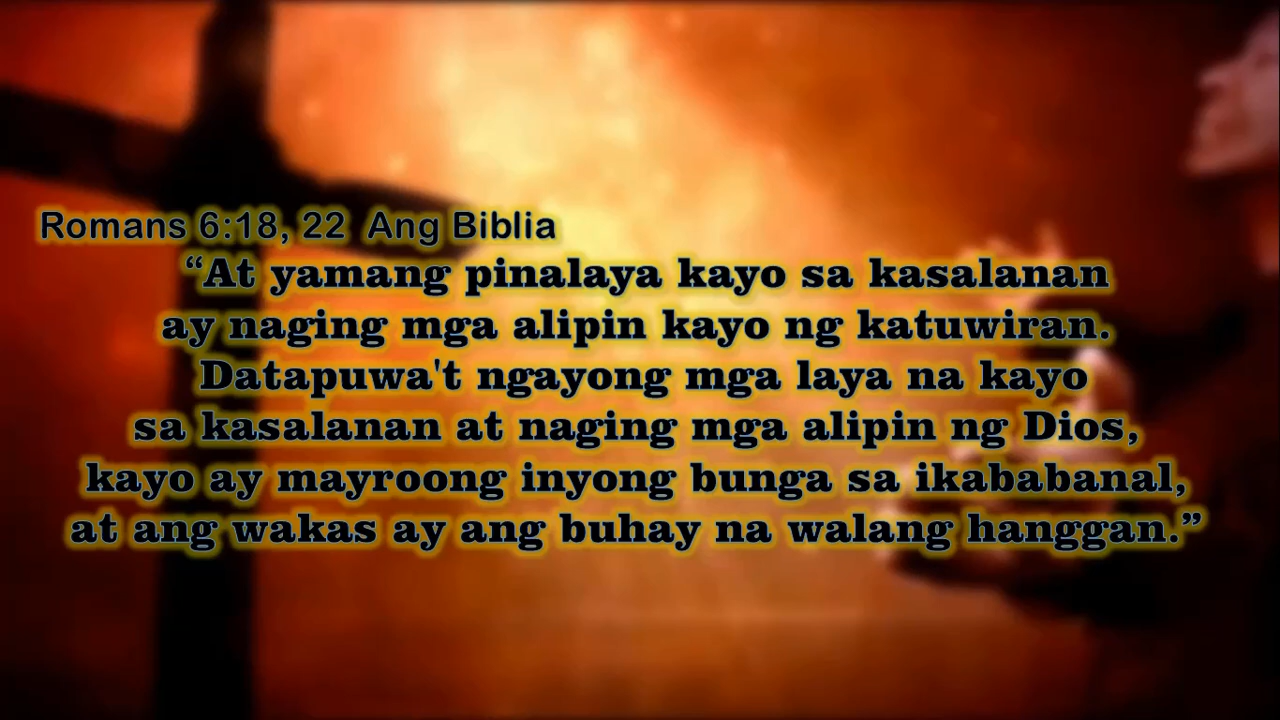 Romans 6:18, 22  Ang Biblia
“At yamang pinalaya kayo sa kasalanan
ay naging mga alipin kayo ng katuwiran.
Datapuwa't ngayong mga laya na kayo
sa kasalanan at naging mga alipin ng Dios,
kayo ay mayroong inyong bunga sa ikababanal,
at ang wakas ay ang buhay na walang hanggan.”